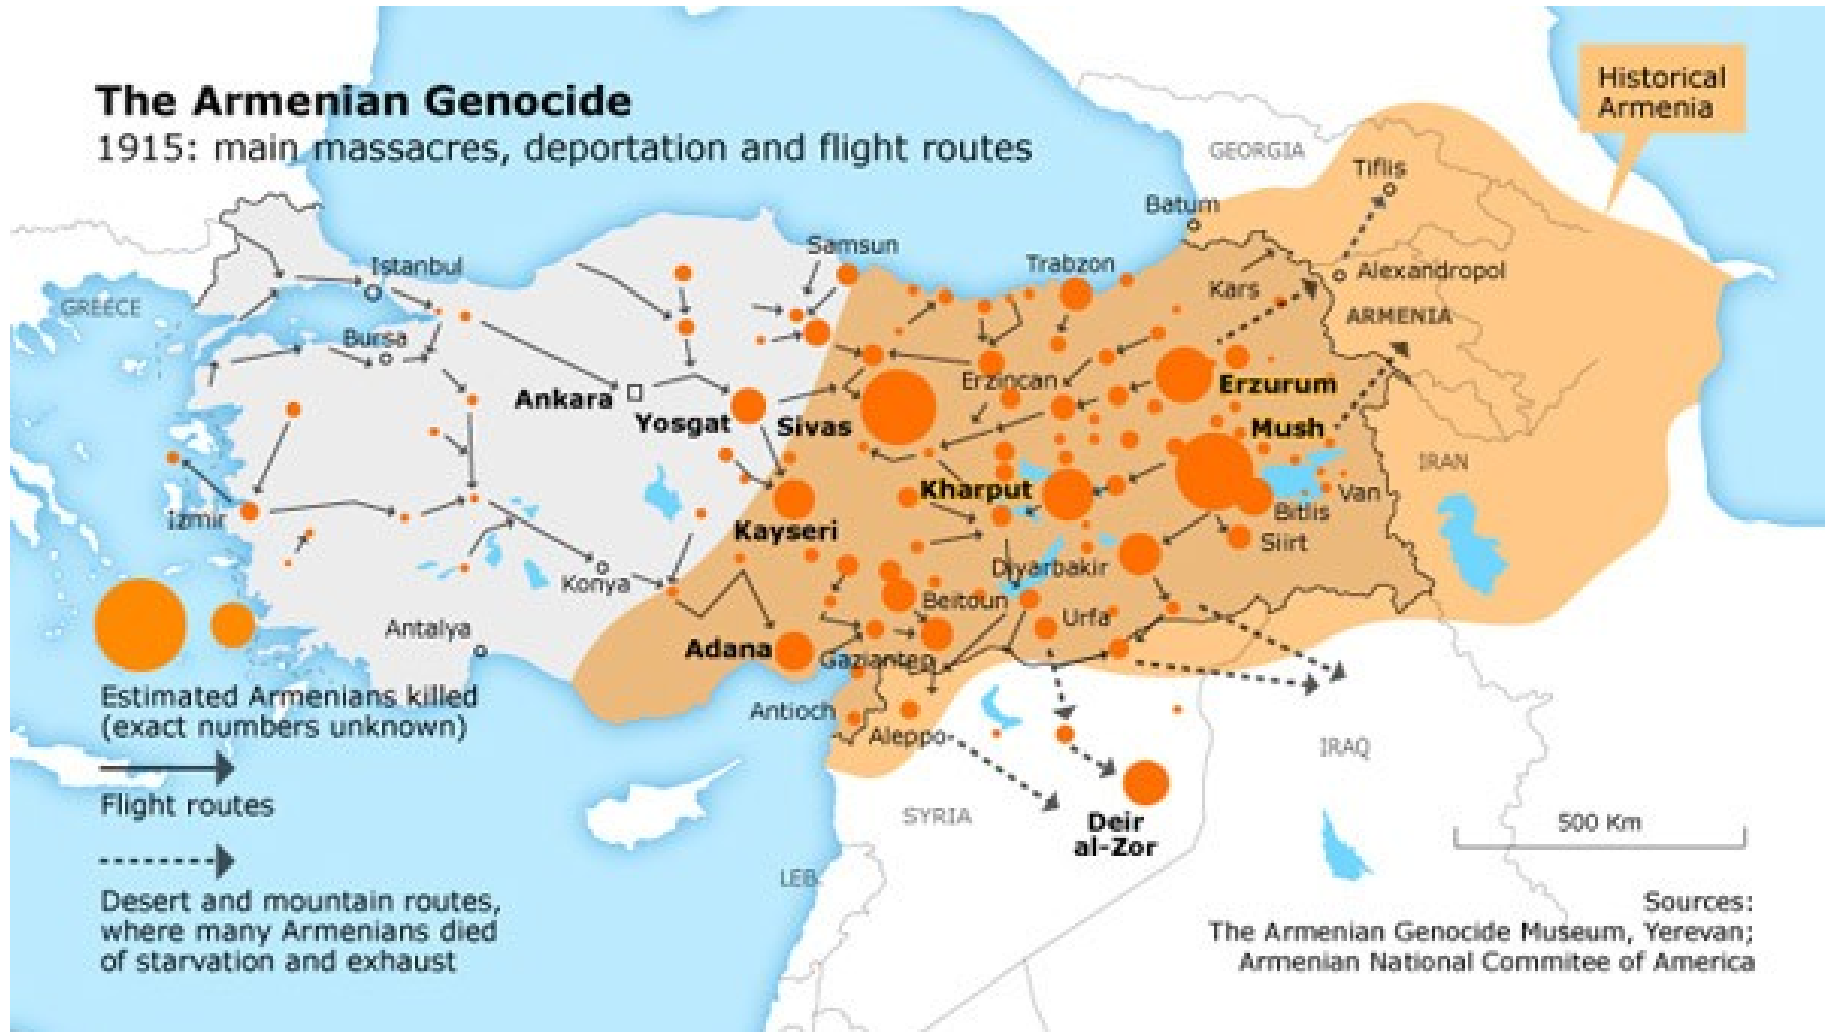 The Armenian Genocide
1915: main massacres, deportation and flight routes
Historical
Armenia
GEORGIA
Tiflis
Batum
Samsun
Istanbul
Trabzon
Alexandropol
Kars
GREECE
ARMENIA
Bursa
Erzincan
Erzurum
Ankara
Yosgat
Sivas
Mush
IRAN
Kharput
Van
Izmir
Bitlis
Kayseri
Siirt
Diyarbakir
Konya
Beitoun
Urfa
Antalya
Adana
Gaziantep
Estimated Armenians killed
(exact numbers unknown)
Antioch
Aleppo
IRAQ
Flight routes
SYRIA
Deir
al-Zor
500 Km
LEB.
Desert and mountain routes,
where many Armenians died
of starvation and exhaust
Sources:
The Armenian Genocide Museum, Yerevan;
Armenian National Commitee of America